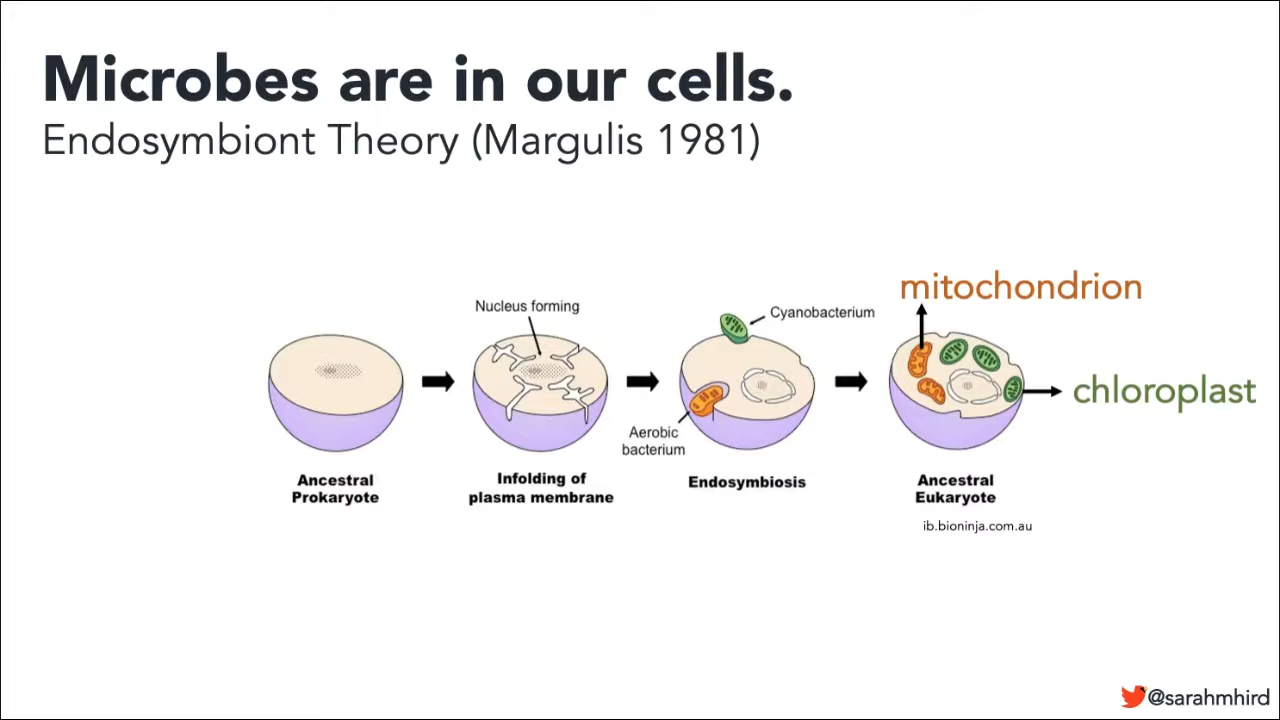 Microbes are in our cells.
Endosymbiont Theory (Margulis 1981)
mitochondrion
Nucleus forming
Cyanobacterium
chloroplast
Aerobic
bacterium
Ancestral
Prokaryote
Infolding of
plasma membrane
Endosymbiosis
Ancestral
Eukaryote
ib.bioninja.com.au
@sarahmhird